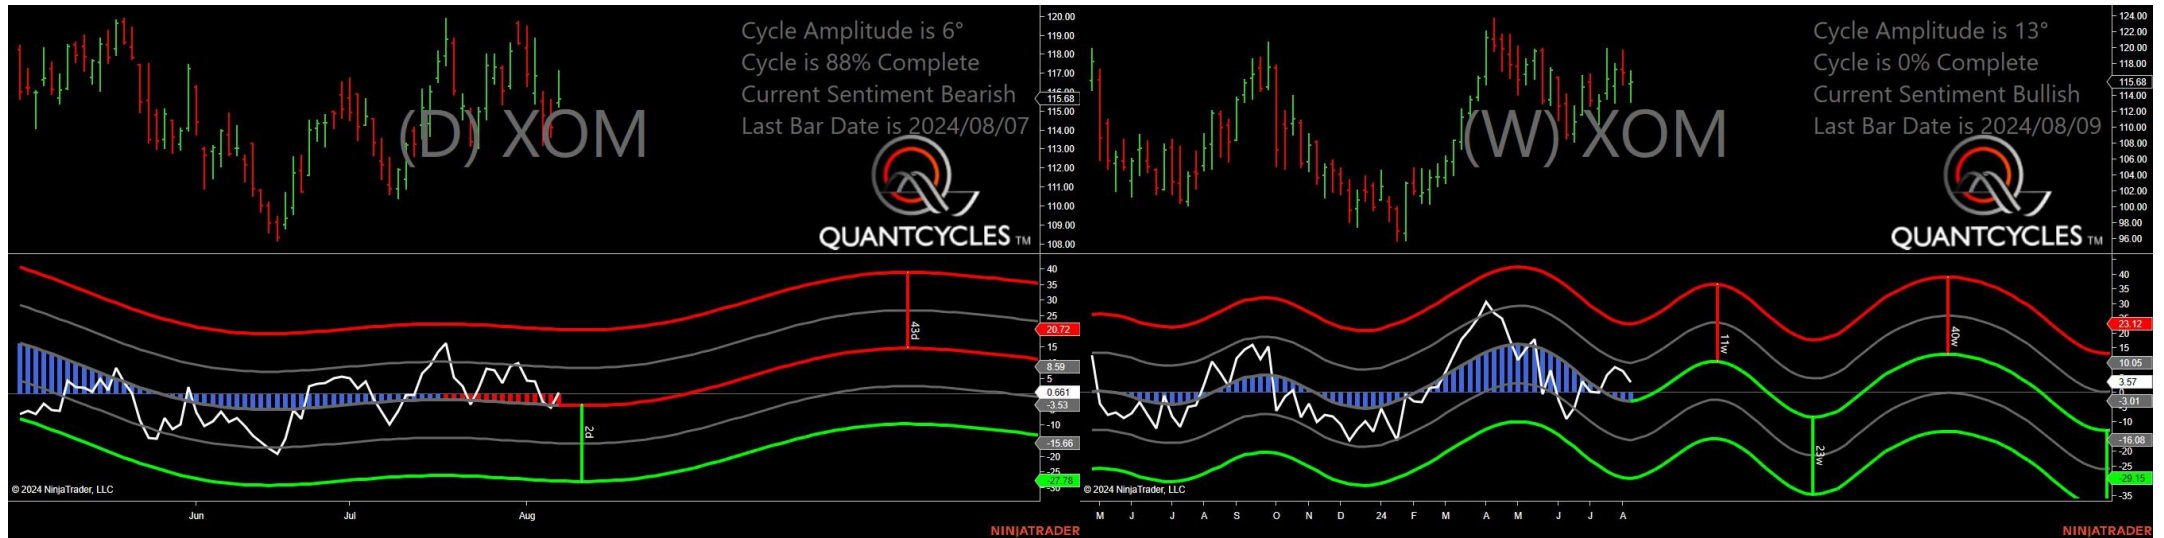 Cycle Amplitude is 6°
Cycle is 88% Complete
Current Sentiment Bearish
Last Bar Date is 2024/08/07
(D) XOM
QUANTCYCLES TM
120.00
119.00
118.00
117.00
115.68
115.00
114.00
113.00
112.00
111.00
110.00
109.00
108.00
40
35
30
25
20.72
15
8.59
5
0.661
-3.53
-10
-15.66
-20
-25
-27.78
-30
43d
2d
© 2024 NinjaTrader, LLC
Jun
Jul
Aug
NINJATRADER
Cycle Amplitude is 13°
Cycle is 0% Complete
Current Sentiment Bullish
Last Bar Date is 2024/08/09
(W) XOM
QUANTCYCLES TM
124.00
122.00
120.00
118.00
115.68
114.00
112.00
110.00
108.00
106.00
104.00
102.00
100.00
98.00
96.00
40
35
30
23.12
20
15
10.05
3.57
-3.01
-10
-16.08
-20
-25
-29.15
-35
11w
23w
40w
© 2024 NinjaTrader, LLC
M J J A S O N D 24 F M A M J J A
NINJATRADER